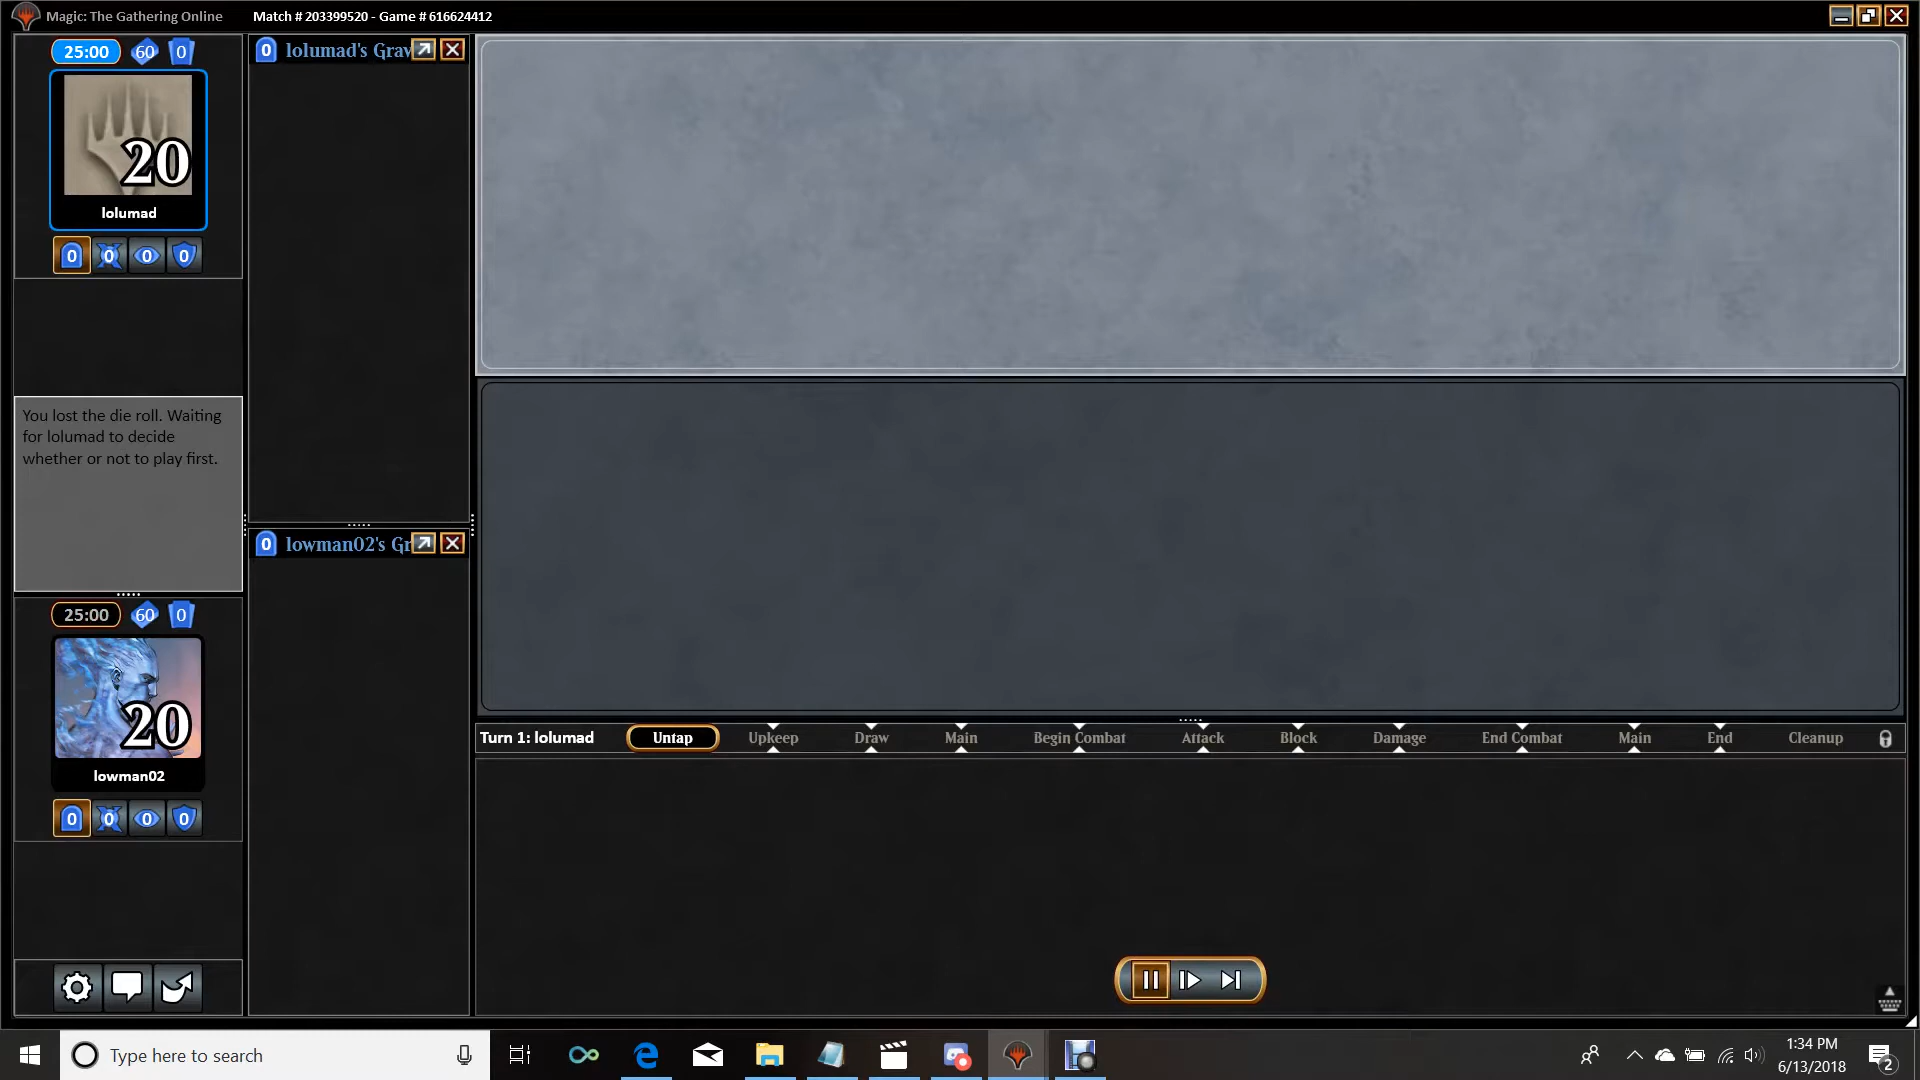 Magic: The Gathering Online
Match # 203399520 - Game # 616624412
25:00 60 0
20
lolumad
0 0 0 0
You lost the die roll. Waiting
for lolumad to decide
whether or not to play first.
25:00 60 0
20
lowman02
0 0 0 0
0 lolumad's Grav
0 lowman02's Gr
Turn 1: lolumad Untap Upkeep Draw Main Begin Combat Attack Block Damage End Combat Main End Cleanup
Type here to search
1:34 PM
6/13/2018
2